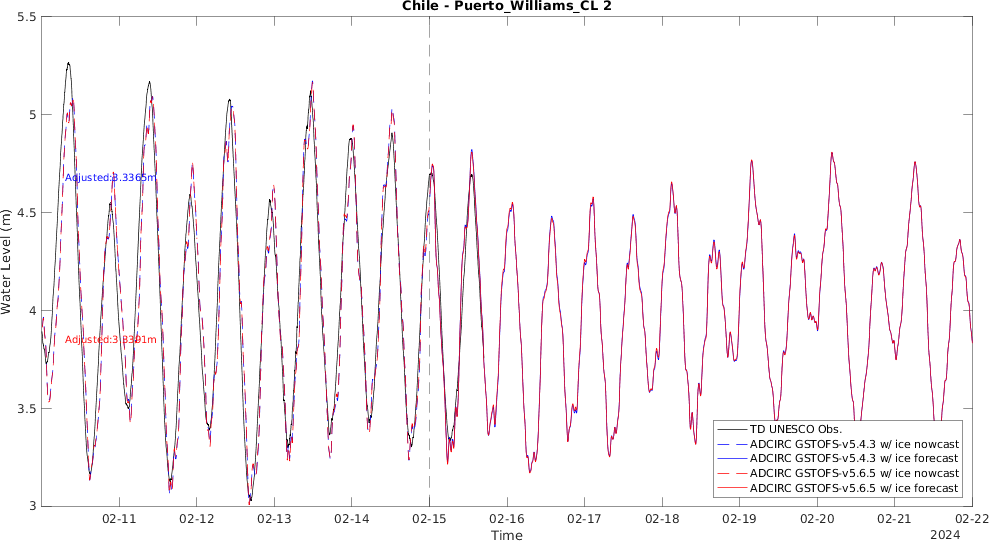 Chile - Puerto_Williams_CL 2
Water Level (m)
5.5
5
4.5
4
3.5
3
Adjusted:3.3365m
Adjusted:3.3391m
TD UNESCO Obs.
ADCIRC GSTOFS-v5.4.3 w/ ice nowcast
ADCIRC GSTOFS-v5.4.3 w/ ice forecast
ADCIRC GSTOFS-v5.6.5 w/ ice nowcast
ADCIRC GSTOFS-v5.6.5 w/ ice forecast
02-11 02-12 02-13 02-14 02-15 02-16 02-17 02-18 02-19 02-20 02-21 02-22
Time
2024